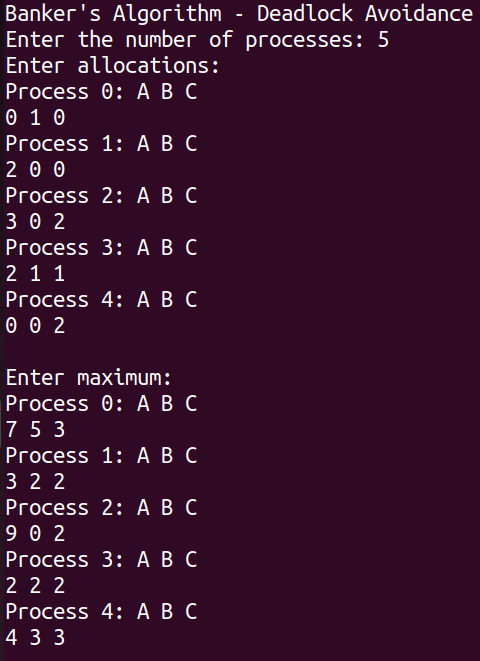 Banker's Algorithm - Deadlock Avoidance
Enter the number of processes: 5
Enter allocations:
Process 0: A B C
0 1 0
Process 1: A B C
2 0 0
Process 2: A B C
3 0 2
Process 3: A B C
2 1 1
Process 4: A B C
0 0 2
Enter maximum:
Process 0: A B C
7 5 3
Process 1: A B C
3 2 2
Process 2: A B C
9 0 2
Process 3: A B C
2 2 2
Process 4: A B C
4 3 3